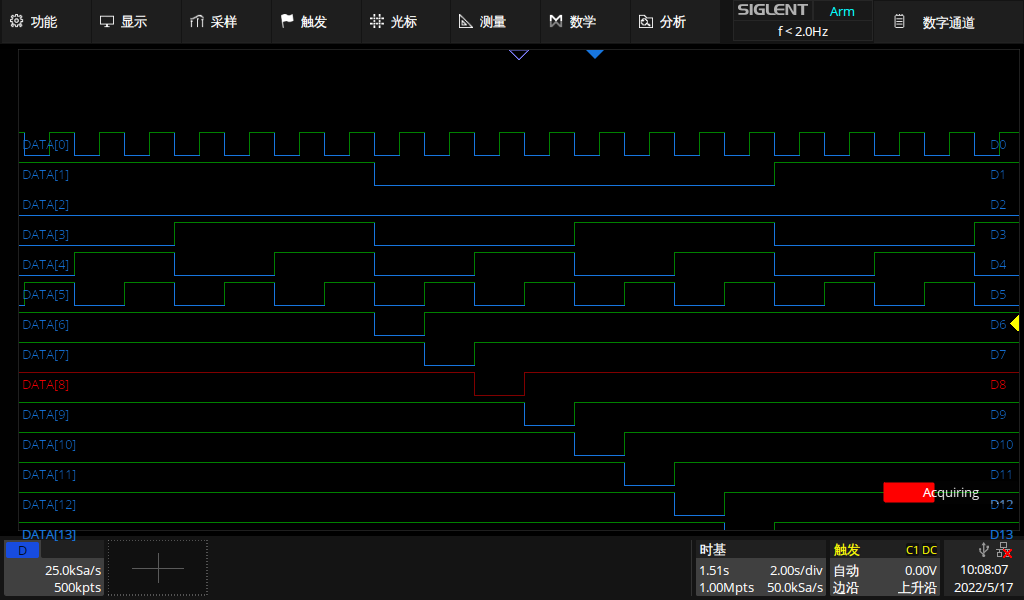 功能 显示 采样 触发 光标 测量 数学 分析 SIGLENT Arm 数字通道
f < 2.0Hz
DATA[0] D0
DATA[1] D1
DATA[2] D2
DATA[3] D3
DATA[4] D4
DATA[5] D5
DATA[6] D6
DATA[7] D7
DATA[8] D8
DATA[9] D9
DATA[10] D10
DATA[11] D11
Acquiring
DATA[12] D12
DATA[13] D13
D 时基 触发 C1 DC
25.0kSa/s 1.51s 2.00s/div 自动 0.00V 10:08:07
500kpts 1.00Mpts 50.0kSa/s 边沿 上升沿 2022/5/17